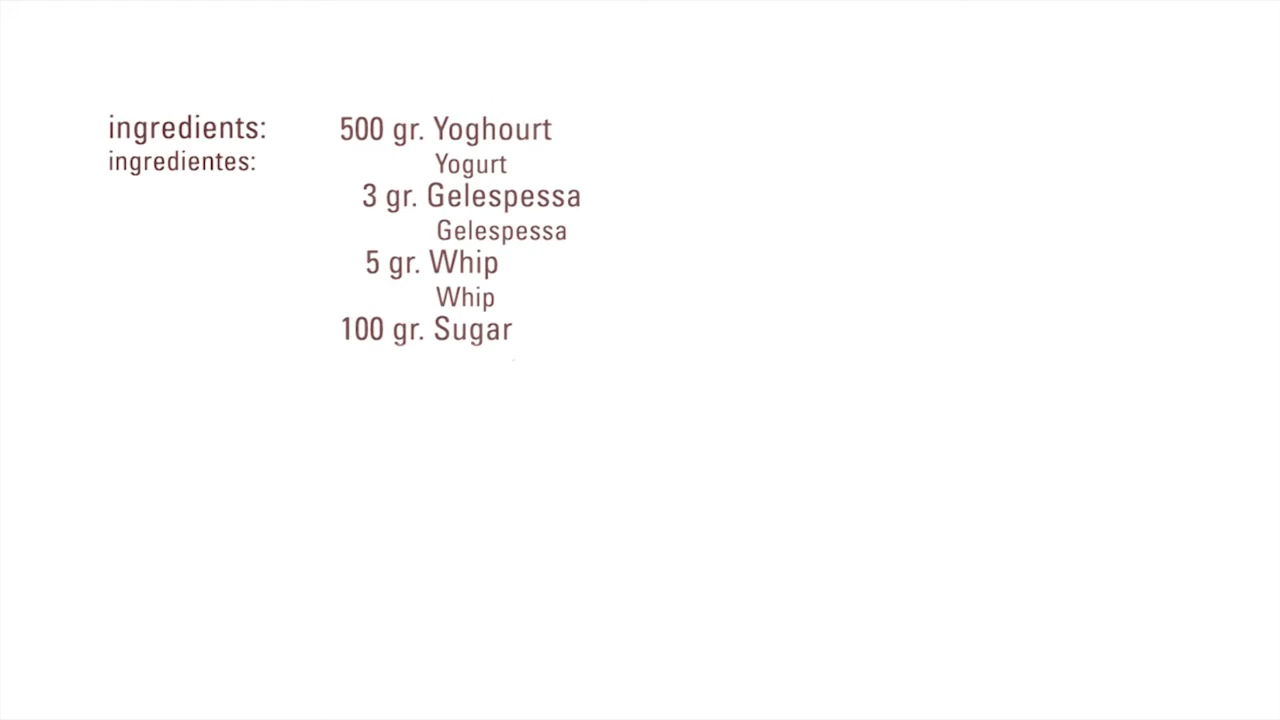 ingredients: 500 gr. Yoghourt
ingredientes: Yogurt
3 gr. Gelespessa
Gelespessa
5 gr. Whip
Whip
100 gr. Sugar